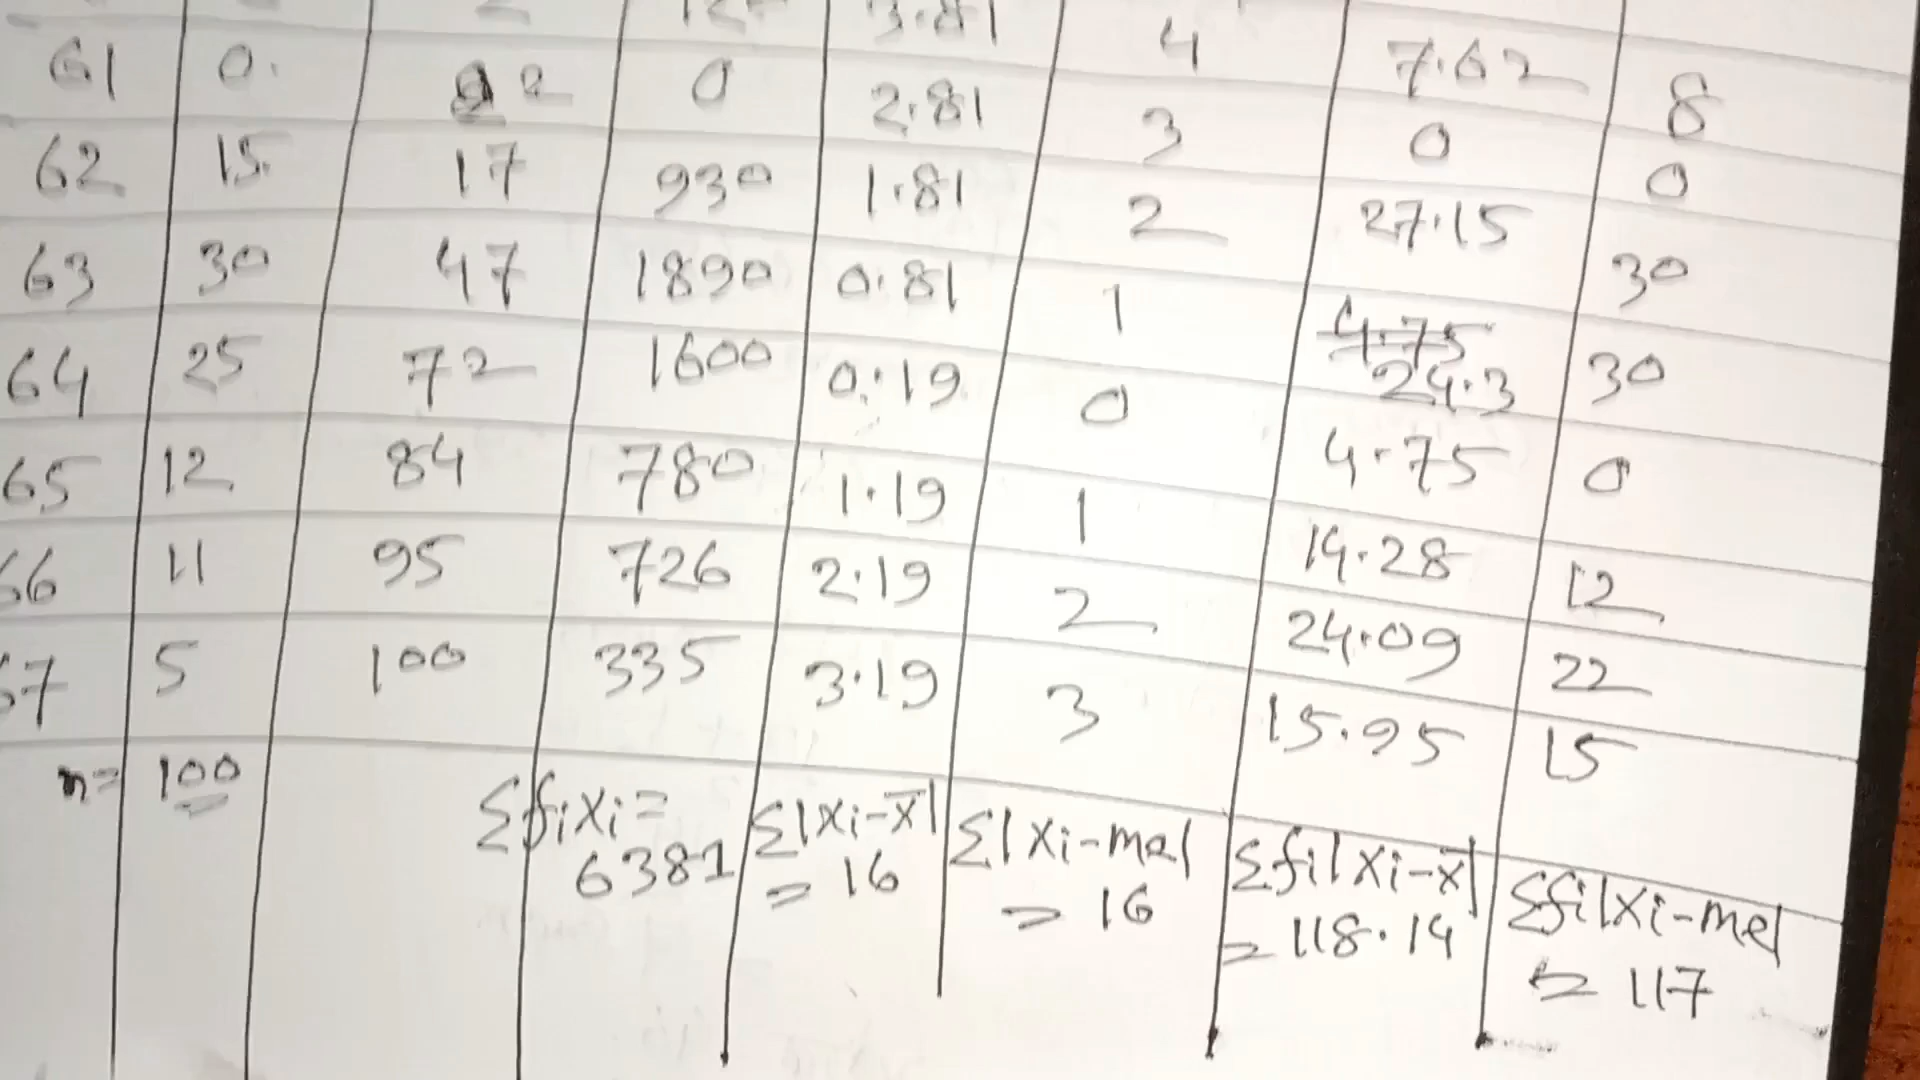 2 12 3.81 4 7.62 8
61 0. 2 0 2.81 3 0 0
62 15 17 930 1.81 2 27.15 30
63 30 47 1890 0.81 1 4.75 24.3 30
64 25 72 1600 0.19 0 4.75 0
65 12 84 780 1.19 1 14.28 12
66 11 95 726 2.19 2 24.09 22
67 5 100 335 3.19 3 15.95 15
n= 100 Σfixi= 6381 Σ|xi-x̄| = 16 Σ|xi-me| = 16 Σfi|xi-x̄| = 118.14 Σfi|xi-me| = 117